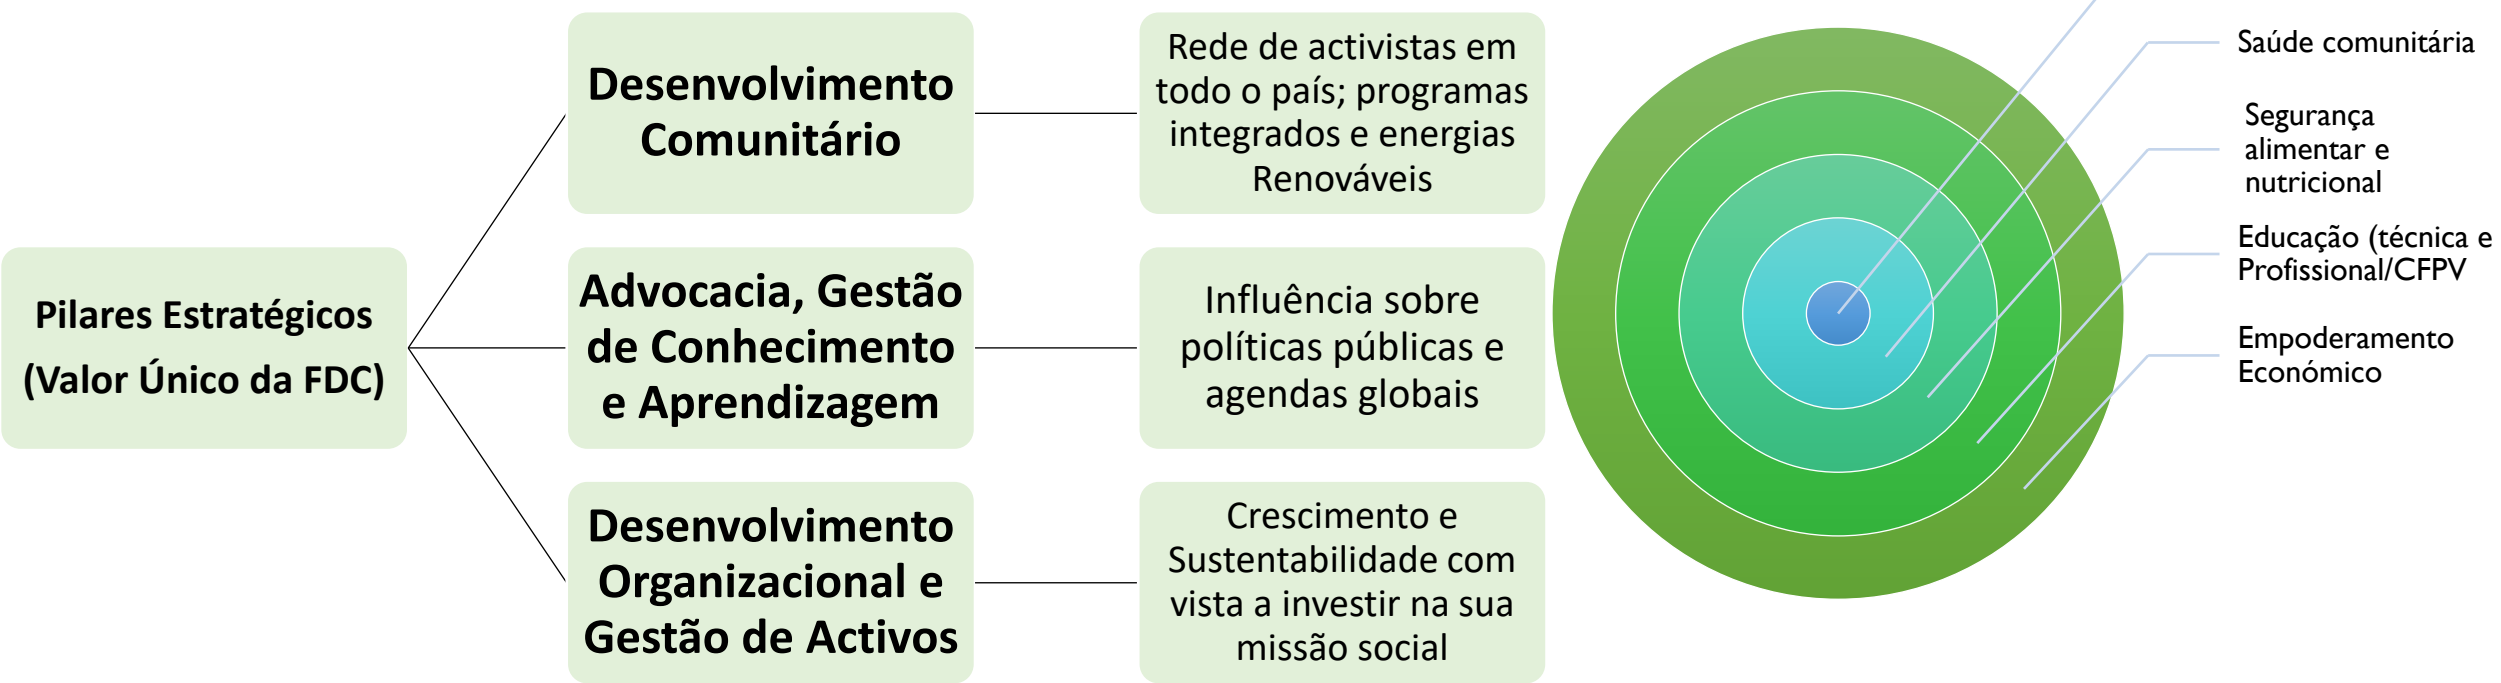 Pilares Estratégicos
(Valor Único da FDC)
Desenvolvimento
Comunitário
Rede de activistas em
todo o país; programas
integrados e energias
Renováveis
Advocacia, Gestão
de Conhecimento
e Aprendizagem
Influência sobre
políticas públicas e
agendas globais
Desenvolvimento
Organizacional e
Gestão de Activos
Crescimento e
Sustentabilidade com
vista a investir na sua
missão social
Saúde comunitária
Segurança
alimentar e
nutricional
Educação (técnica e
Profissional/CFPV
Empoderamento
Económico